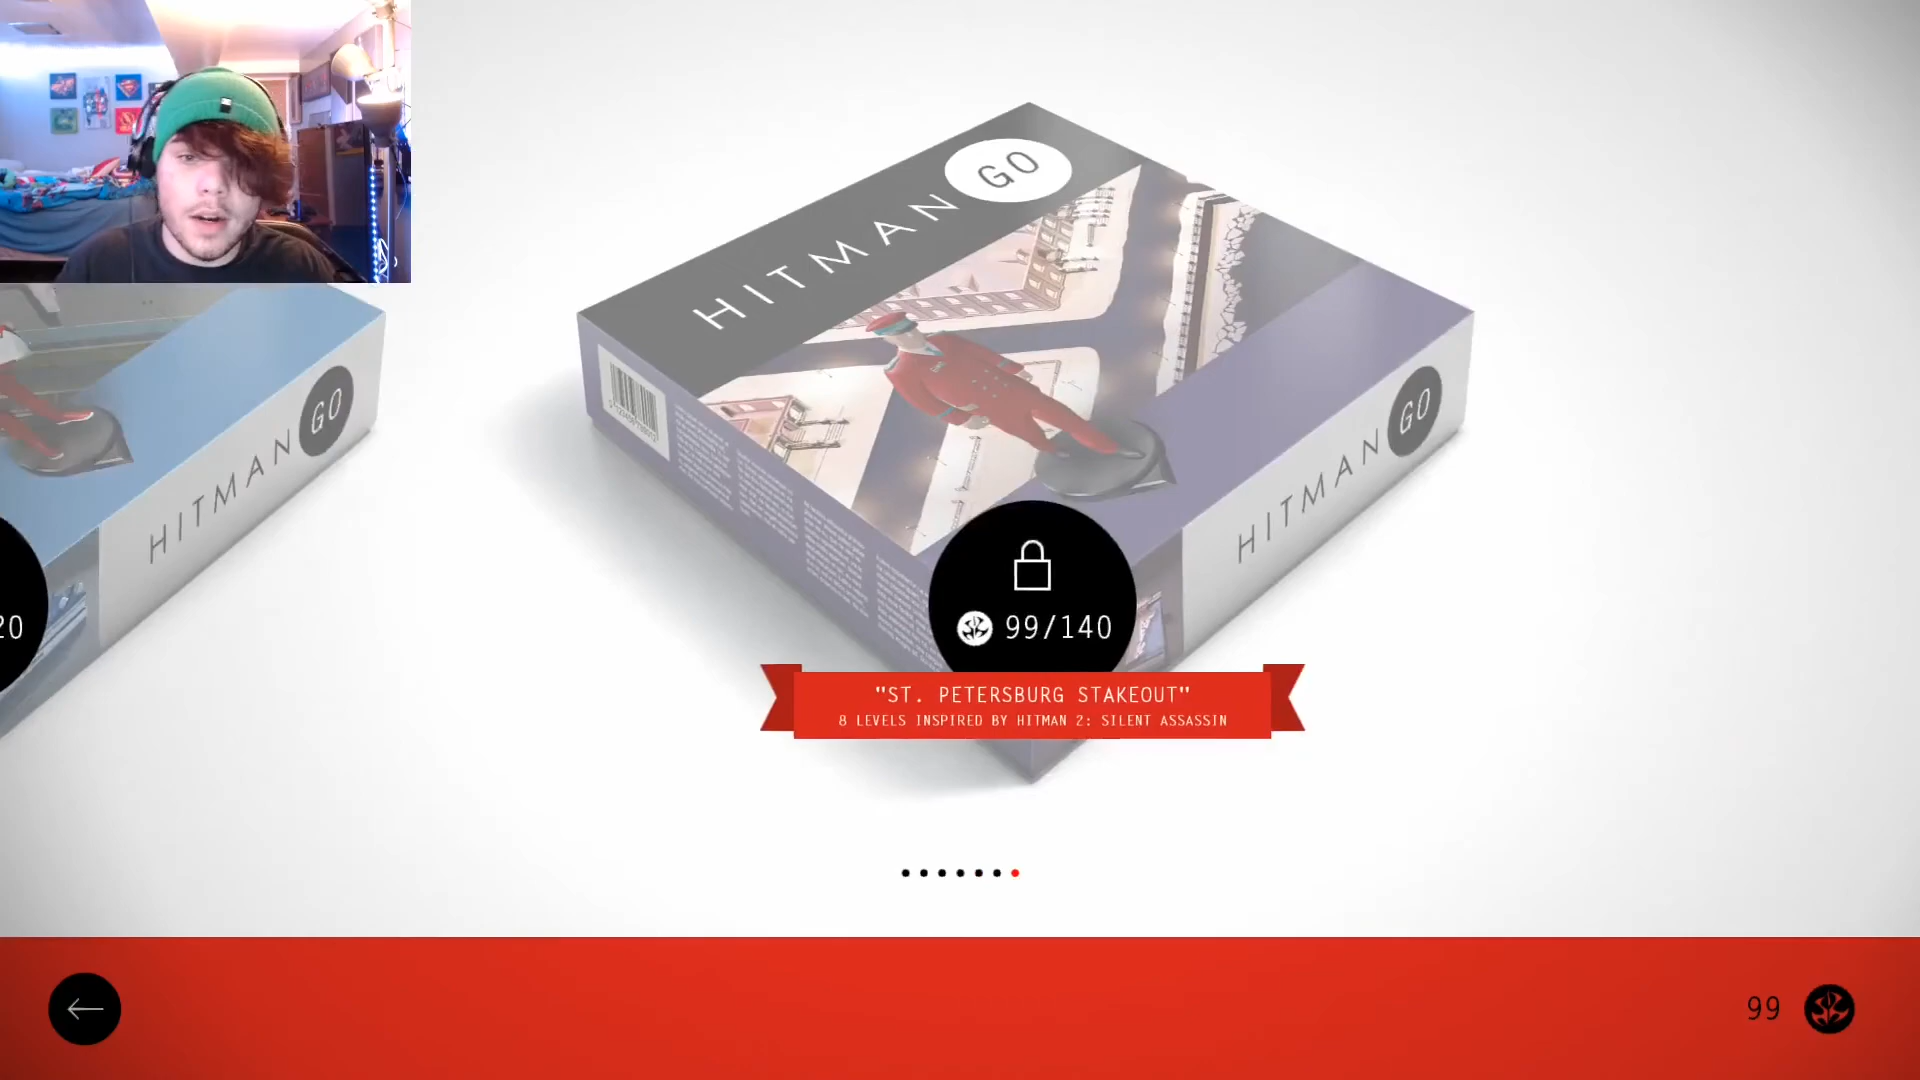 HITMAN GO
HITMAN GO
HITMAN GO
20
99/140
"ST. PETERSBURG STAKEOUT"
8 LEVELS INSPIRED BY HITMAN 2: SILENT ASSASSIN
99